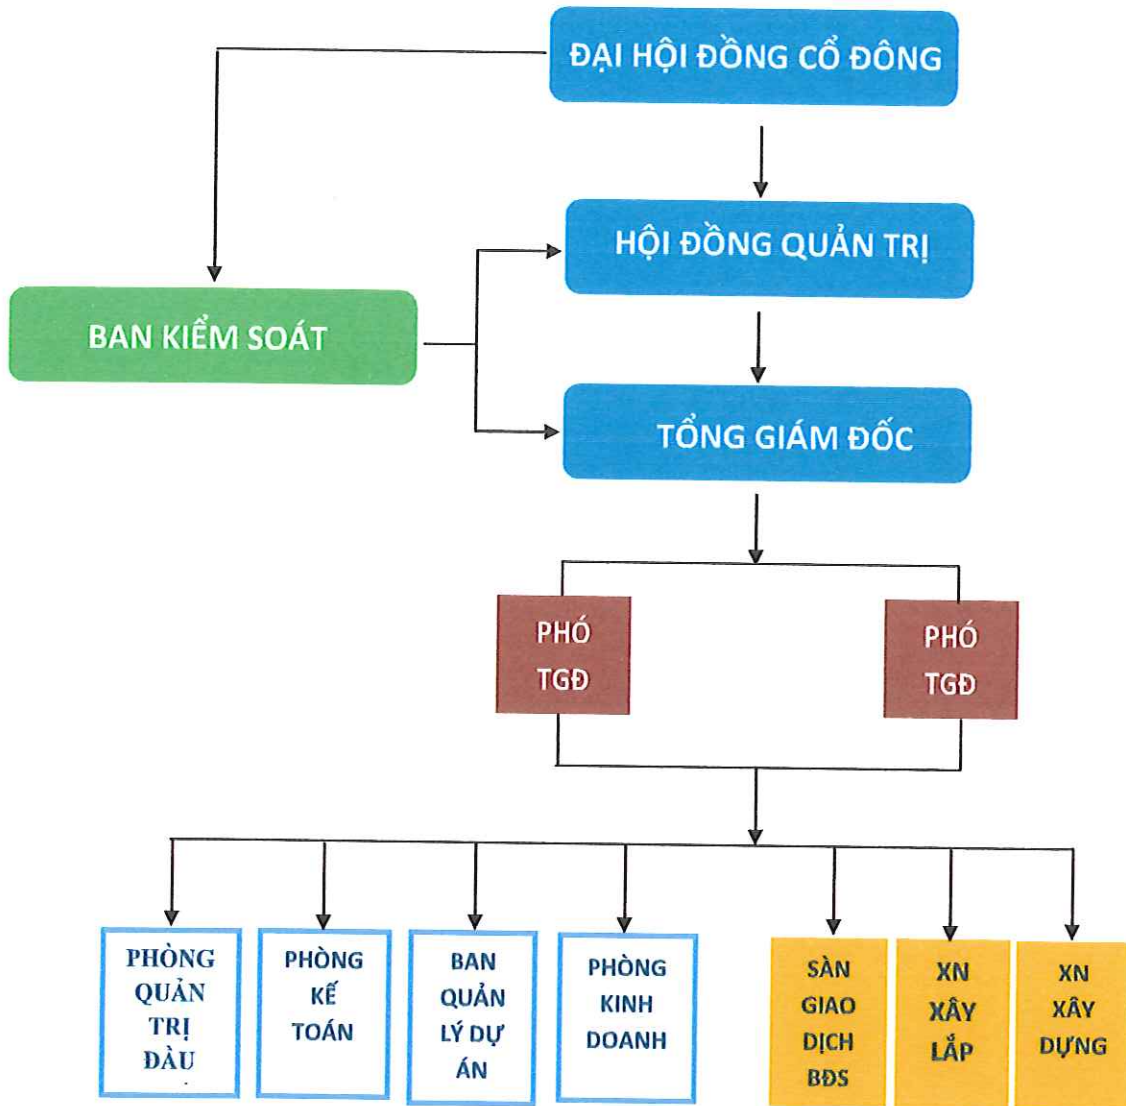 ĐẠI HỘI ĐỒNG CỔ ĐÔNG
HỘI ĐỒNG QUẢN TRỊ
BAN KIỂM SOÁT
TỔNG GIÁM ĐỐC
PHÓ
TGĐ
PHÓ
TGĐ
PHÒNG
QUẢN
TRỊ
ĐẦU
PHÒNG
KẾ
TOÁN
BAN
QUẢN
LÝ DỰ
ÁN
PHÒNG
KINH
DOANH
SÀN
GIAO
DỊCH
BĐS
XN
XÂY
LẮP
XN
XÂY
DỰNG